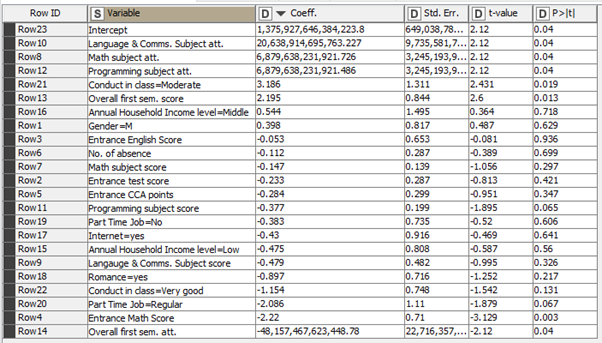 Row ID S Variable D Coeff. D Std. Err. D t-value D P>|t|
Row23 Intercept 1,375,927,646,384,223.8 649,038,78... 2.12 0.04
Row10 Language & Comms. Subject att. 20,638,914,695,763.227 9,735,581,7... 2.12 0.04
Row8 Math subject att. 6,879,638,231,921.726 3,245,193,9... 2.12 0.04
Row12 Programming subject att. 6,879,638,231,921.486 3,245,193,9... 2.12 0.04
Row21 Conduct in class=Moderate 3.186 1.311 2.431 0.019
Row13 Overall first sem. score 2.195 0.844 2.6 0.013
Row16 Annual Household Income level=Middle 0.544 1.495 0.364 0.718
Row1 Gender=M 0.398 0.817 0.487 0.629
Row3 Entrance English Score -0.053 0.653 -0.081 0.936
Row6 No. of absence -0.112 0.287 -0.389 0.699
Row7 Math subject score -0.147 0.139 -1.056 0.297
Row2 Entrance test score -0.233 0.287 -0.813 0.421
Row5 Entrance CCA points -0.284 0.299 -0.951 0.347
Row11 Programming subject score -0.377 0.199 -1.895 0.065
Row19 Part Time Job=No -0.383 0.735 -0.52 0.606
Row17 Internet=yes -0.43 0.916 -0.469 0.641
Row15 Annual Household Income level=Low -0.475 0.808 -0.587 0.56
Row9 Langauge & Comms. Subject score -0.479 0.482 -0.995 0.326
Row18 Romance=yes -0.897 0.716 -1.252 0.217
Row22 Conduct in class=Very good -1.154 0.748 -1.542 0.131
Row20 Part Time Job=Regular -2.086 1.11 -1.879 0.067
Row4 Entrance Math Score -2.22 0.71 -3.129 0.003
Row14 Overall first sem. att. -48,157,467,623,448.78 22,716,357,... -2.12 0.04